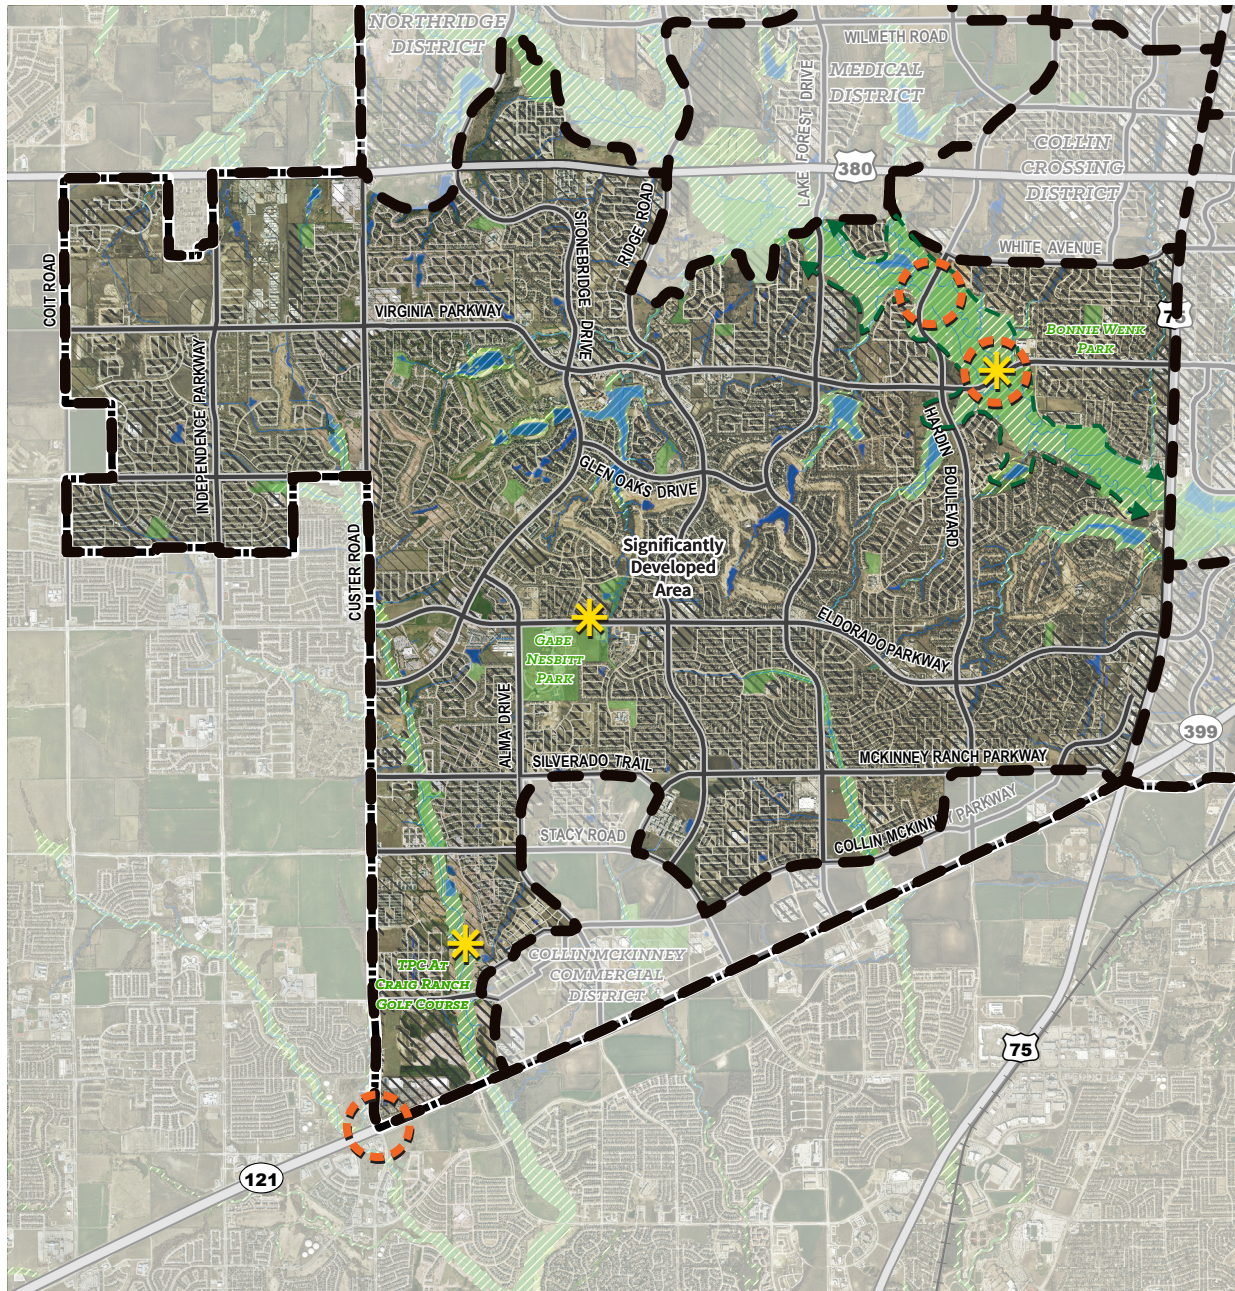 NORTHRIDGE
DISTRICT
WILMETH ROAD
MEDICAL
DISTRICT
LAKE FOREST DRIVE
COLLIN
CROSSING
DISTRICT
380
RIDGE ROAD
STONEBRIDGE DRIVE
WHITE AVENUE
COIT ROAD
VIRGINIA PARKWAY
75
BONNIE WENK
PARK
INDEPENDENCE PARKWAY
HARDIN BOULEVARD
GLEN OAKS DRIVE
CUSTER ROAD
Significantly
Developed
Area
ELDORADO PARKWAY
GABE
NESBITT
PARK
ALMA DRIVE
399
SILVERADO TRAIL
MCKINNEY RANCH PARKWAY
STACY ROAD
COLLIN MCKINNEY PARKWAY
COLLIN MCKINNEY
COMMERCIAL
DISTRICT
TPC AT
CRAIG RANCH
GOLF COURSE
75
121